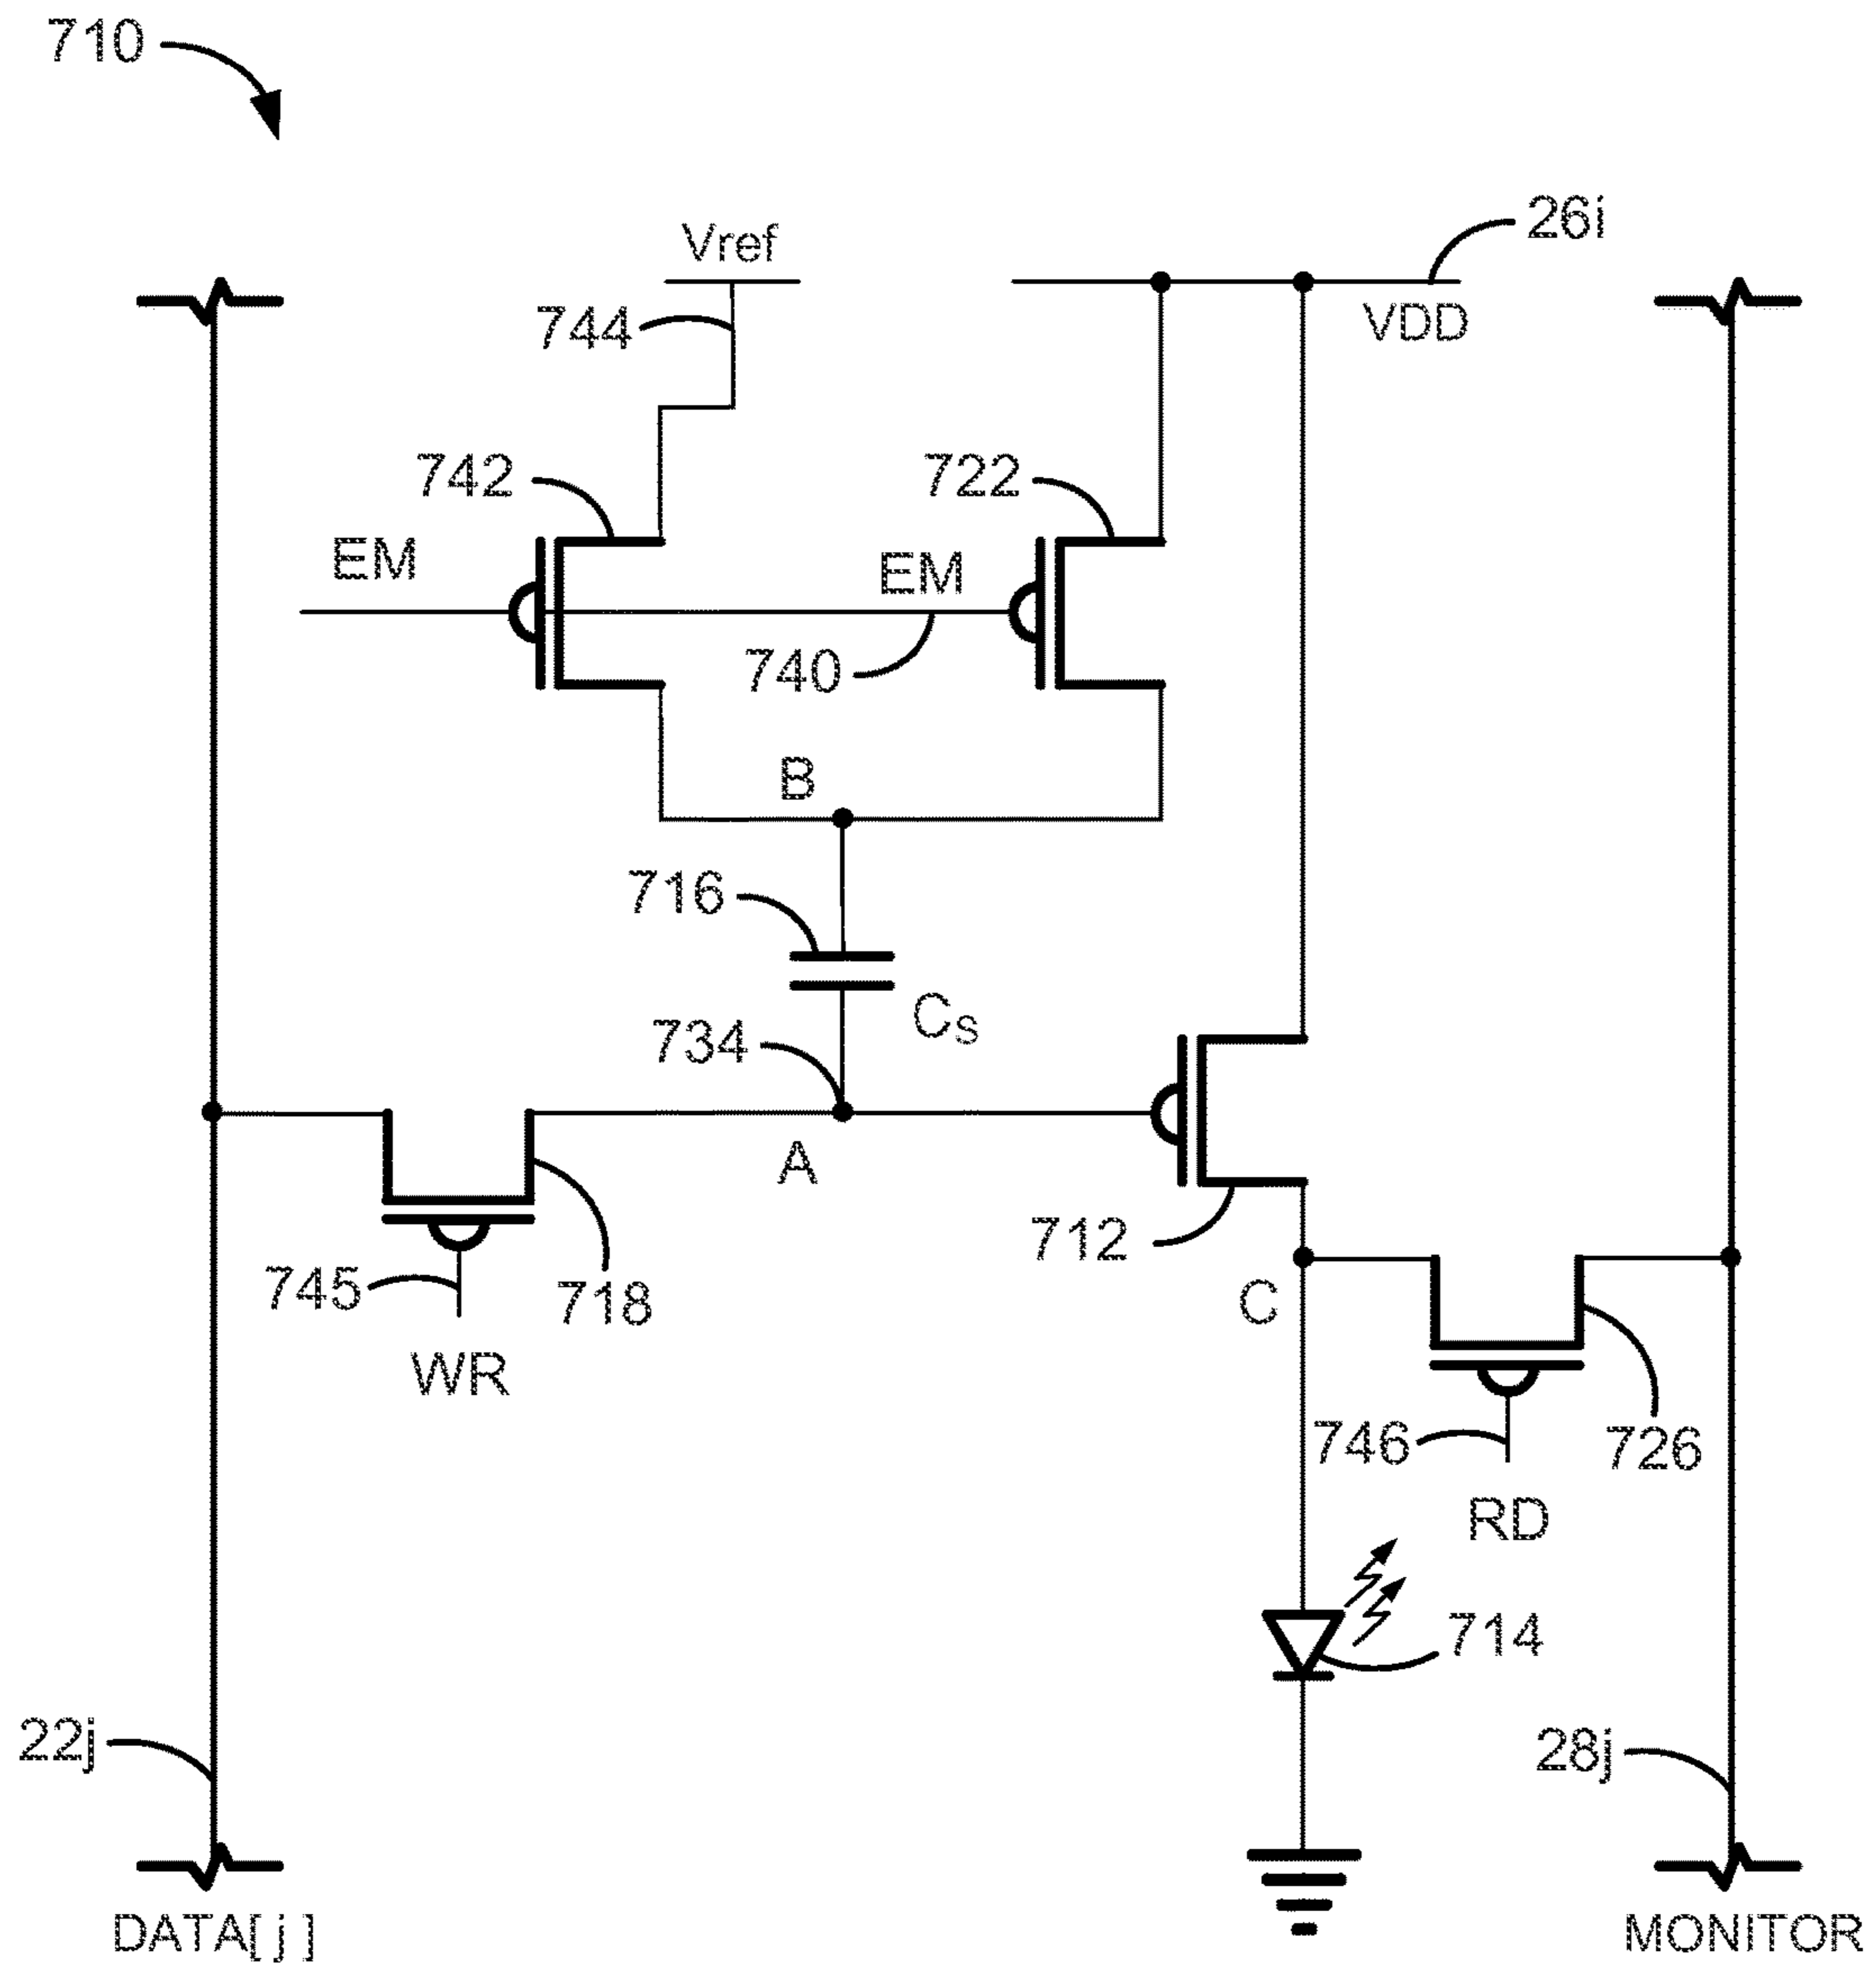 710
Vref
26i
744
VDD
742
722
EM
EM
740
B
716
Cs
734
A
712
745
718
C
WR
746
726
RD
714
22j
28j
DATA[ j ]
MONITOR